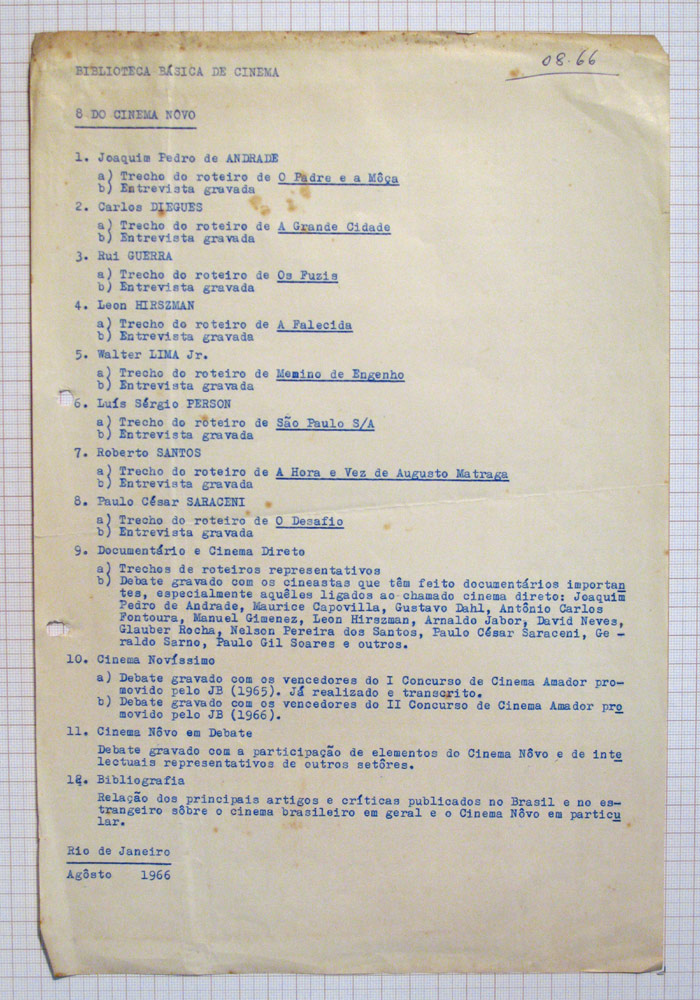 08.66
BIBLIOTECA BÁSICA DE CINEMA
8 DO CINEMA NÔVO
1. Joaquim Pedro de ANDRADE
a) Trecho do roteiro de O Padre e a Môça
b) Entrevista gravada
2. Carlos DIEGUES
a) Trecho do roteiro de A Grande Cidade
b) Entrevista gravada
3. Rui GUERRA
a) Trecho do roteiro de Os Fuzis
b) Entrevista gravada
4. Leon HIRSZMAN
a) Trecho do roteiro de A Falecida
b) Entrevista gravada
5. Walter LIMA Jr.
a) Trecho do roteiro de Menino de Engenho
b) Entrevista gravada
6. Luís Sérgio PERSON
a) Trecho do roteiro de São Paulo S/A
b) Entrevista gravada
7. Roberto SANTOS
a) Trecho do roteiro de A Hora e Vez de Augusto Matraga
b) Entrevista gravada
8. Paulo César SARACENI
a) Trecho do roteiro de O Desafio
b) Entrevista gravada
9. Documentário e Cinema Direto
a) Trechos de roteiros representativos
b) Debate gravado com os cineastas que têm feito documentários importan
tes, especialmente aquêles ligados ao chamado cinema direto: Joaquim
Pedro de Andrade, Maurice Capovilla, Gustavo Dahl, Antônio Carlos
Fontoura, Manuel Gimenez, Leon Hirszman, Arnaldo Jabor, David Neves,
Glauber Rocha, Nelson Pereira dos Santos, Paulo César Saraceni, Ge -
raldo Sarno, Paulo Gil Soares e outros.
10. Cinema Novíssimo
a) Debate gravado com os vencedores do I Concurso de Cinema Amador pro-
movido pelo JB (1965). Já realizado e transcrito.
b) Debate gravado com os vencedores do II Concurso de Cinema Amador pro
movido pelo JB (1966).
11. Cinema Nôvo em Debate
Debate gravado com a participação de elementos do Cinema Nôvo e de inte
lectuais representativos de outros setôres.
12. Bibliografia
Relação dos principais artigos e críticas publicados no Brasil e no es-
trangeiro sôbre o cinema brasileiro em geral e o Cinema Nôvo em particu
lar.
Rio de Janeiro
Agôsto 1966